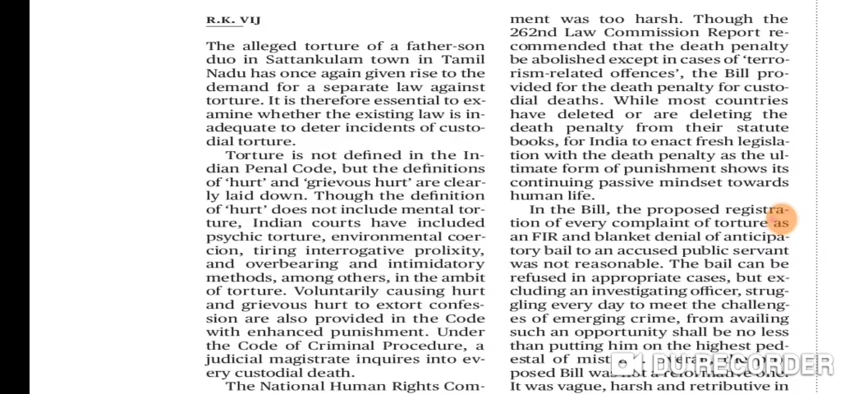 R.K. VIJ
The alleged torture of a father-son
duo in Sattankulam town in Tamil
Nadu has once again given rise to the
demand for a separate law against
torture. It is therefore essential to ex-
amine whether the existing law is in-
adequate to deter incidents of custo-
dial torture.
Torture is not defined in the In-
dian Penal Code, but the definitions
of ‘hurt’ and ‘grievous hurt’ are clear-
ly laid down. Though the definition
of ‘hurt’ does not include mental tor-
ture, Indian courts have included
psychic torture, environmental coer-
cion, tiring interrogative prolixity,
and overbearing and intimidatory
methods, among others, in the ambit
of torture. Voluntarily causing hurt
and grievous hurt to extort confes-
sion are also provided in the Code
with enhanced punishment. Under
the Code of Criminal Procedure, a
judicial magistrate inquires into ev-
ery custodial death.
The National Human Rights Com-
ment was too harsh. Though the
262nd Law Commission Report re-
commended that the death penalty
be abolished except in cases of ‘terro-
rism-related offences’, the Bill pro-
vided for the death penalty for custo-
dial deaths. While most countries
have deleted or are deleting the
death penalty from their statute
books, for India to enact fresh legisla-
tion with the death penalty as the ul-
timate form of punishment shows its
continuing passive mindset towards
human life.
In the Bill, the proposed registra-
tion of every complaint of torture as
an FIR and blanket denial of anticipa-
tory bail to an accused public servant
was not reasonable. The bail can be
refused in appropriate cases, but ex-
cluding an investigating officer, strug-
gling every day to meet the challeng-
es of emerging crime, from availing
such an opportunity shall be no less
than putting him on the highest ped-
estal of
posed Bill was not a reformative one.
It was vague, harsh and retributive in
DU RECORDER